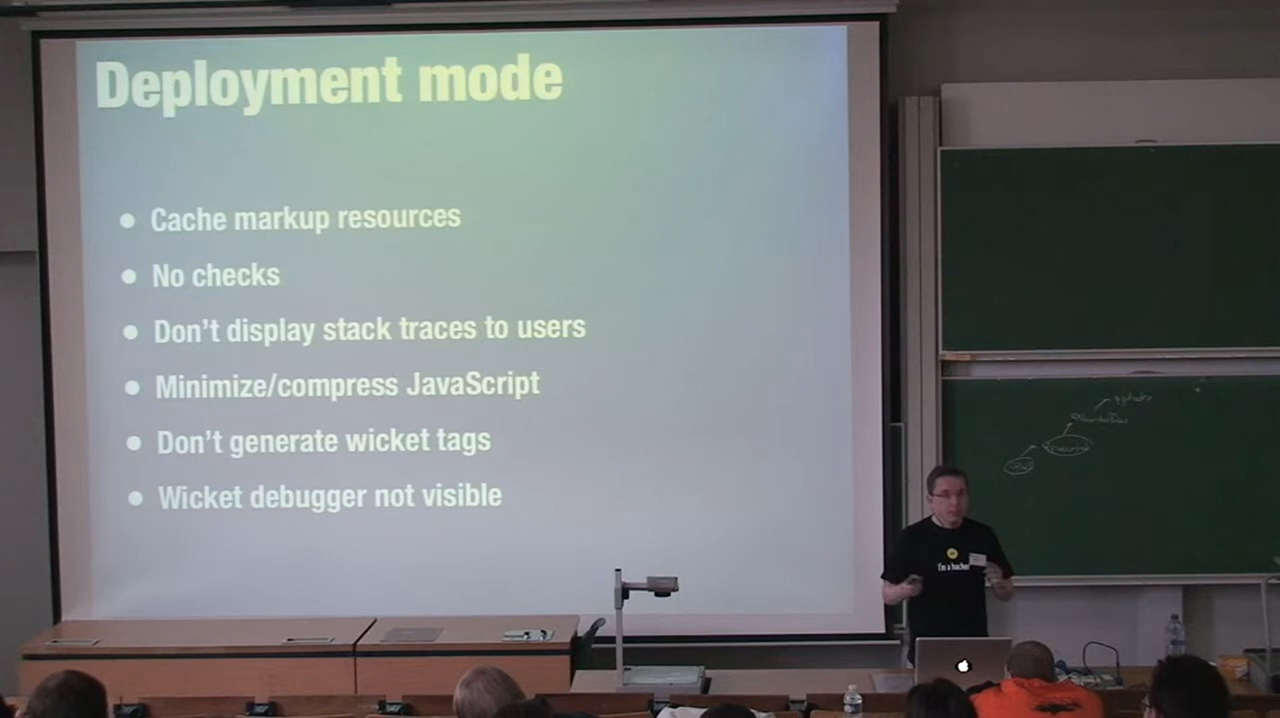 Deployment mode
• Cache markup resources
• No checks
• Don't display stack traces to users
• Minimize/compress JavaScript
• Don't generate wicket tags
• Wicket debugger not visible
I'm a hacker